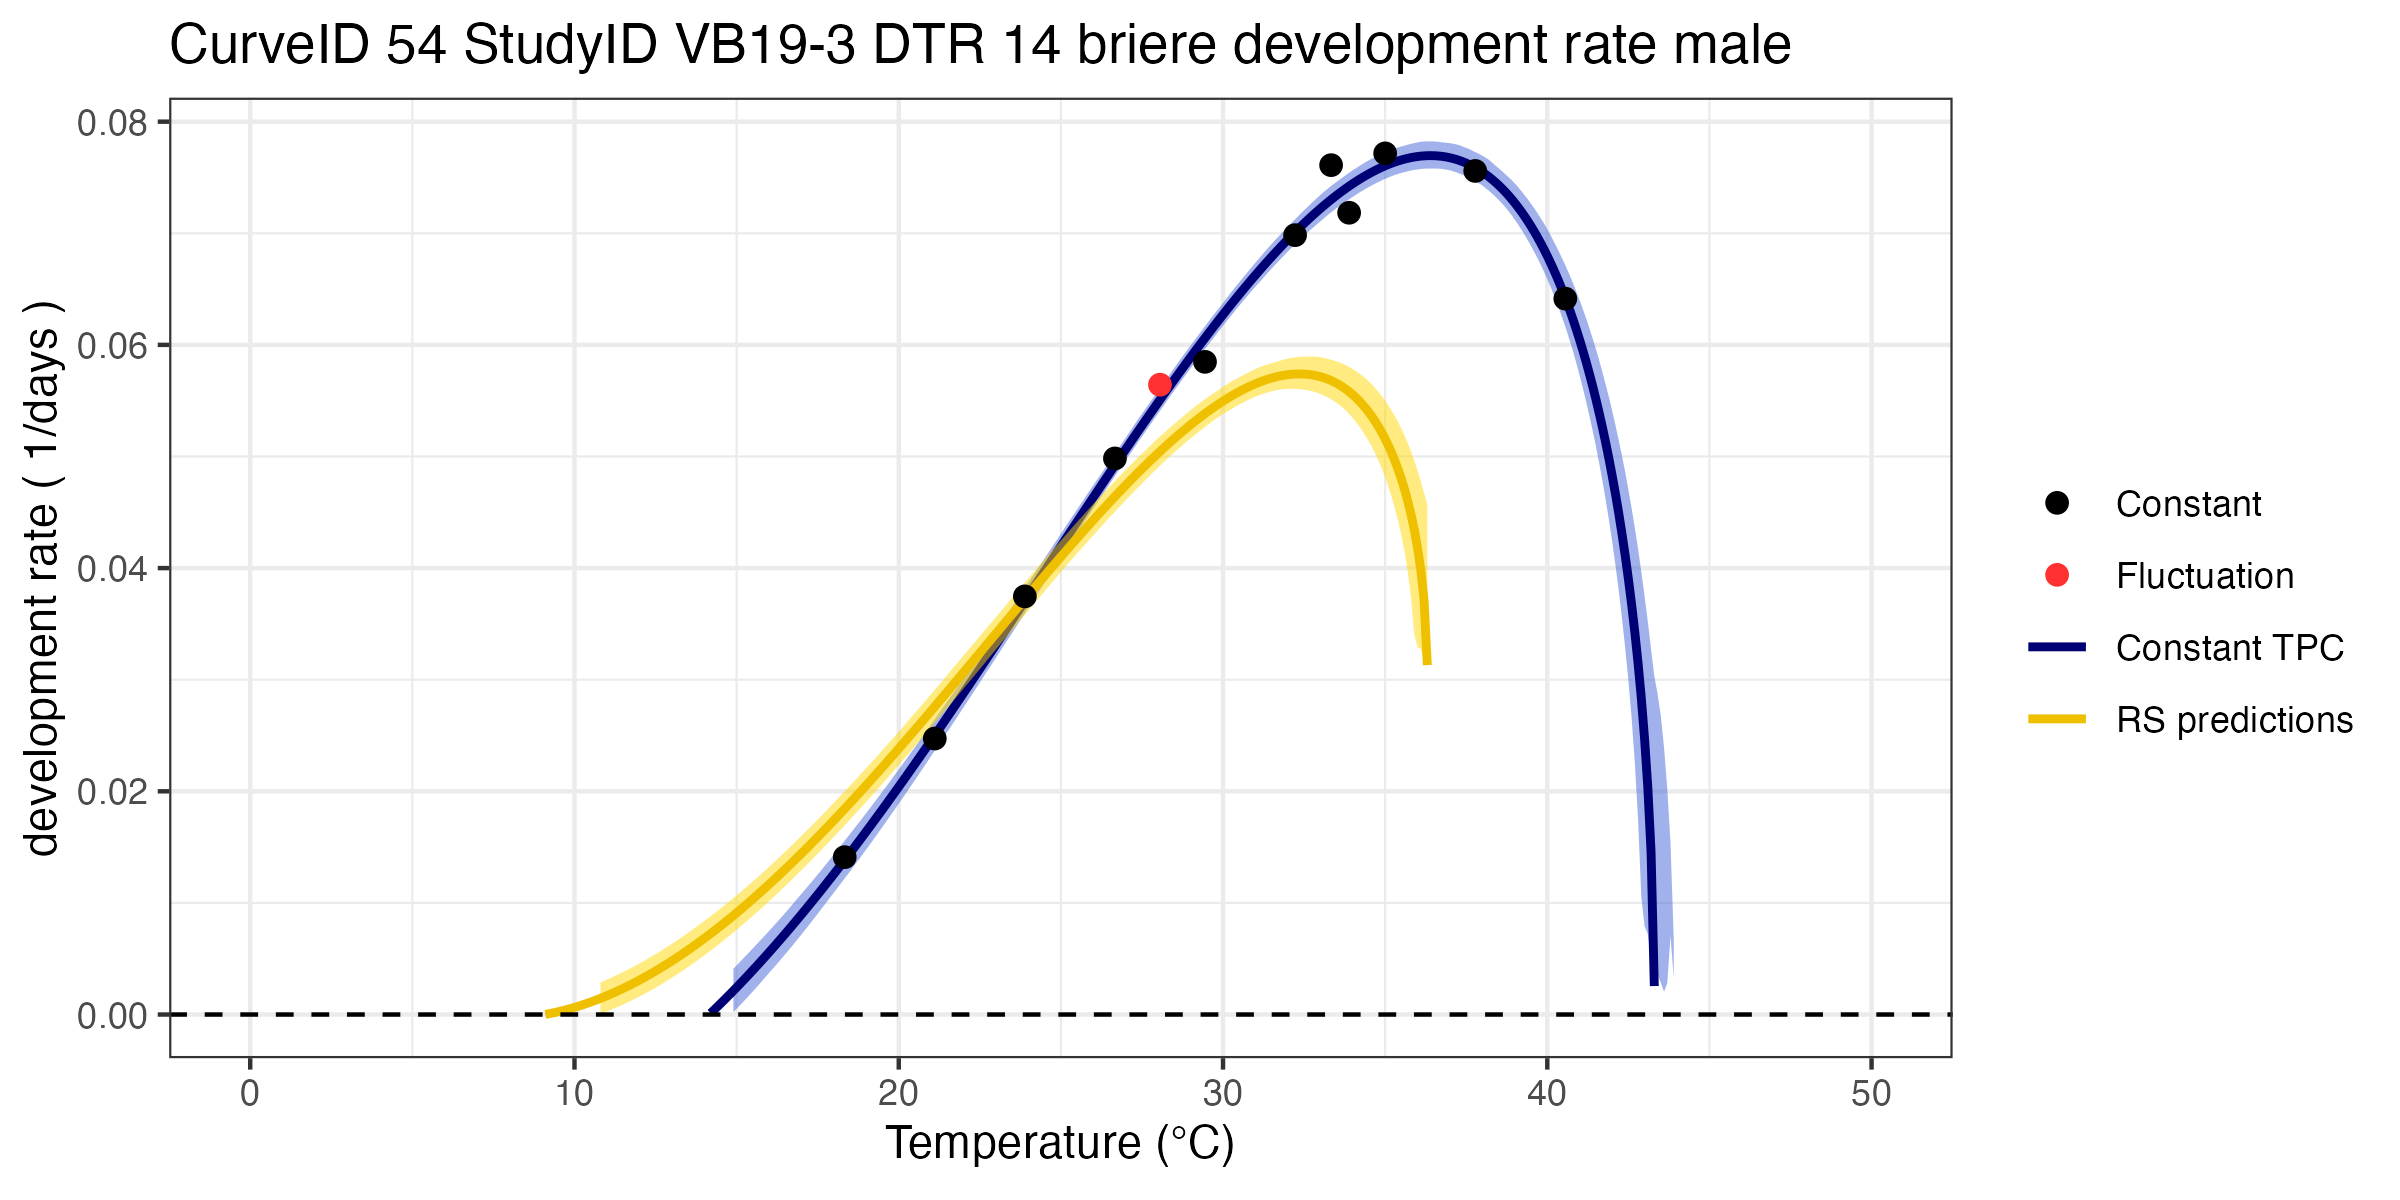 CurveID 54 StudyID VB19-3 DTR 14 briere development rate male
development rate ( 1/days )
0.08
0.06
0.04
0.02
0.00
0 10 20 30 40 50
Temperature (°C)
Constant
Fluctuation
Constant TPC
RS predictions